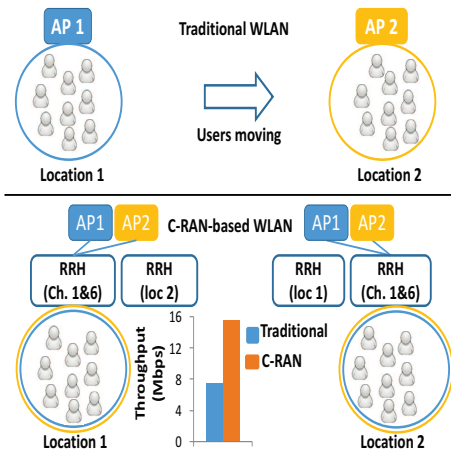 AP 1
Traditional WLAN
AP 2
Users moving
Location 1
Location 2
AP1
AP2
C-RAN-based WLAN
AP1
AP2
RRH
(Ch. 1&6)
RRH
(loc 2)
RRH
(loc 1)
RRH
(Ch. 1&6)
Throughput
(Mbps)
16
12
8
4
0
Traditional
C-RAN
Location 1
Location 2